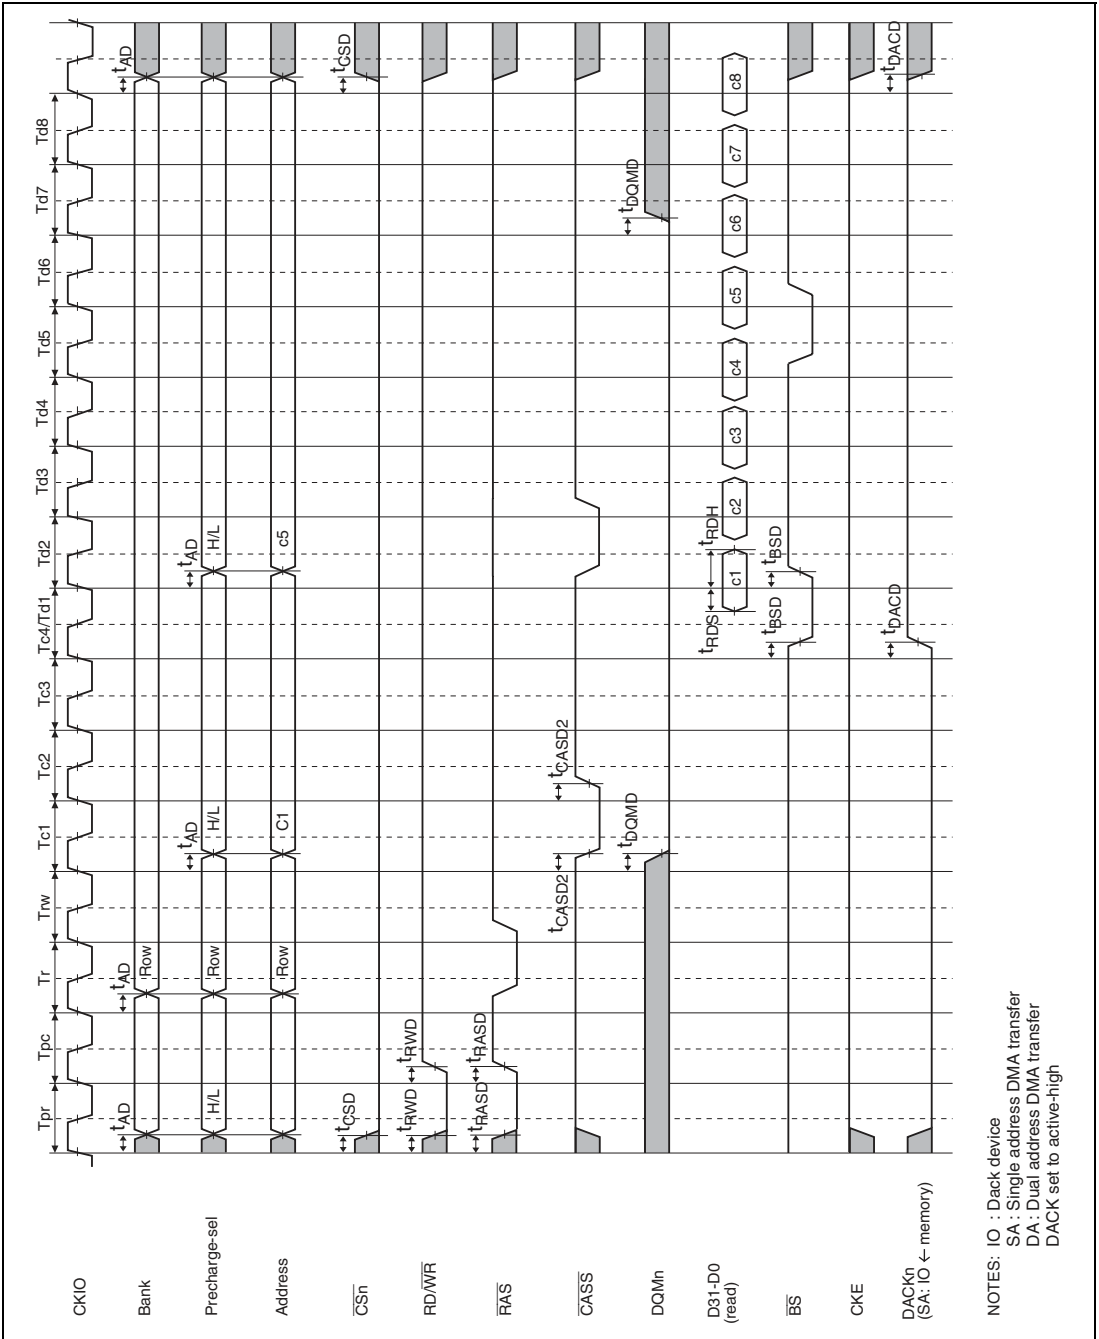 Tpr Tpc Tr Trw Tc1 Tc2 Tc3 Tc4/Td1 Td2 Td3 Td4 Td5 Td6 Td7 Td8
CKIO
tAD tAD tAD
Bank Row
tAD tAD
Precharge-sel H/L Row H/L H/L
Address Row C1 c5
tCSD tCSD
CSn
tRWD tRWD
RD/WR
tRASD tRASD
RAS
tCASD2 tCASD2
CASS
tDQMD tDQMD
DQMn
tRDS tRDH
D31-D0
(read)
c1 c2 c3 c4 c5 c6 c7 c8
tBSD tBSD
BS
CKE
tDACD tDACD
DACKn
(SA: IO ← memory)
NOTES: IO : Dack device
SA : Single address DMA transfer
DA : Dual address DMA transfer
DACK set to active-high